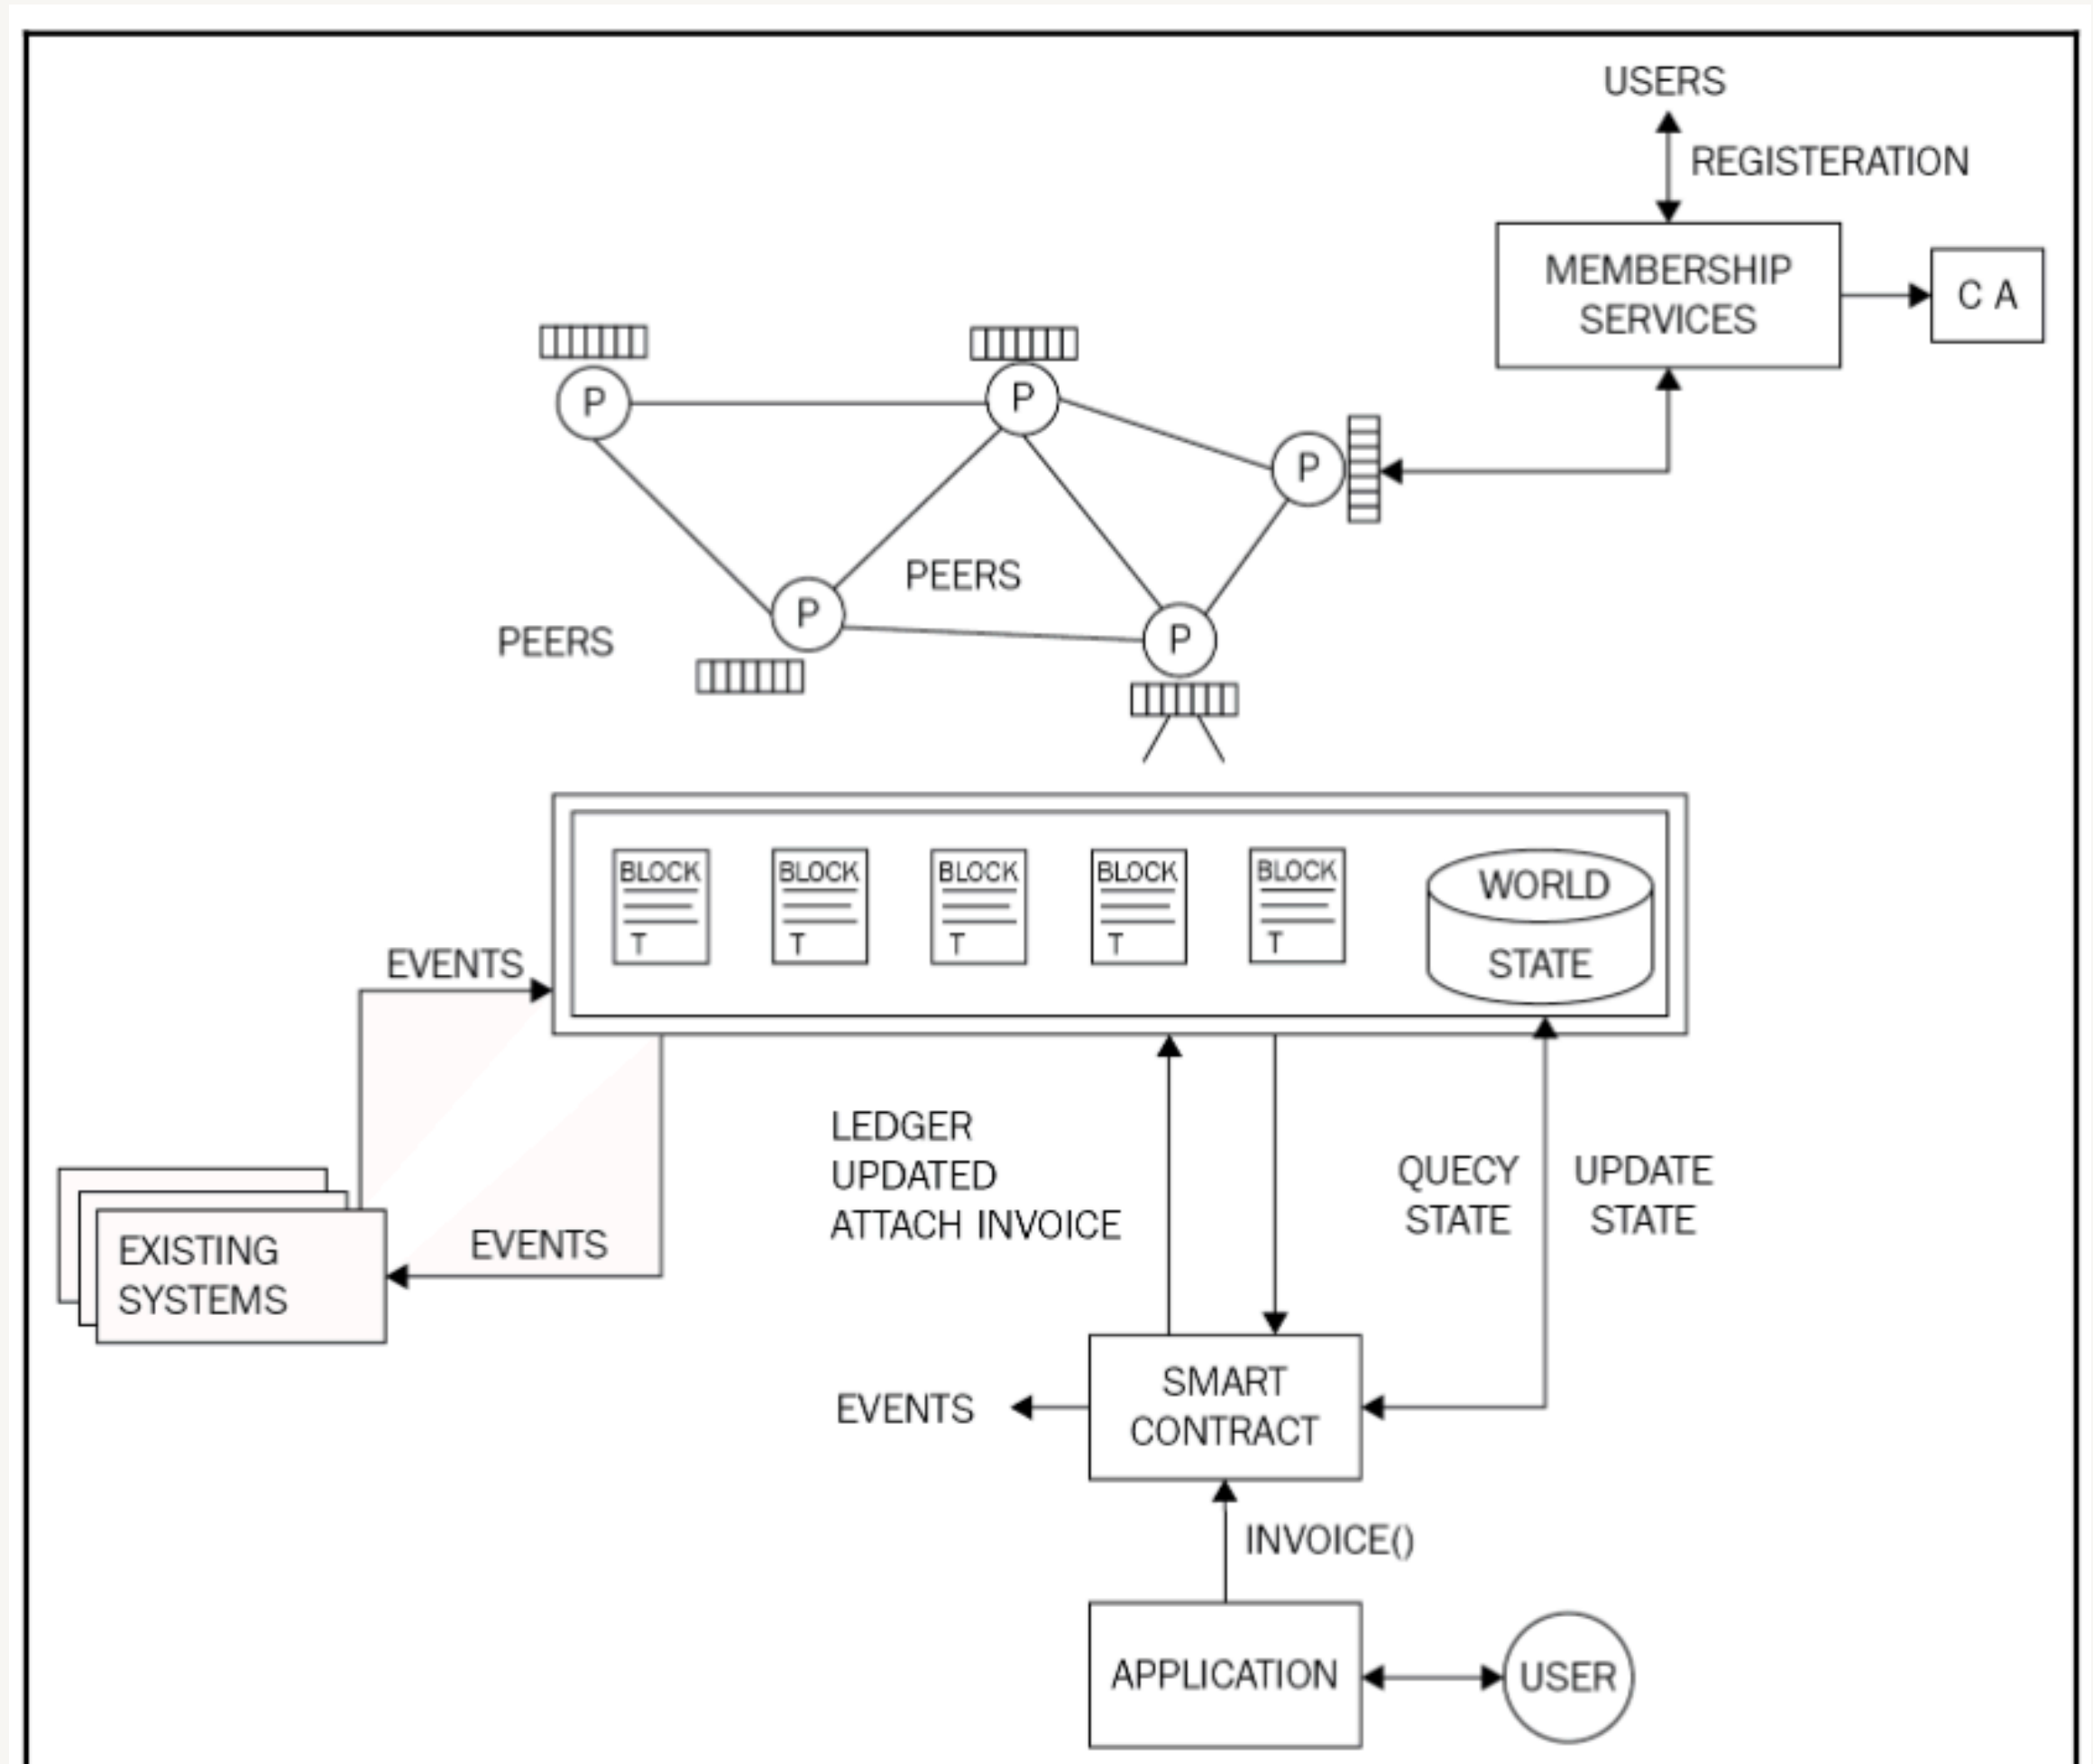 USERS
REGISTERATION
MEMBERSHIP
SERVICES
C A
P
P
P
PEERS
P
P
PEERS
BLOCK
T
BLOCK
T
BLOCK
T
BLOCK
T
BLOCK
T
WORLD
STATE
EVENTS
LEDGER
UPDATED
ATTACH INVOICE
QUECY
STATE
UPDATE
STATE
EXISTING
SYSTEMS
EVENTS
SMART
CONTRACT
EVENTS
INVOICE()
APPLICATION
USER